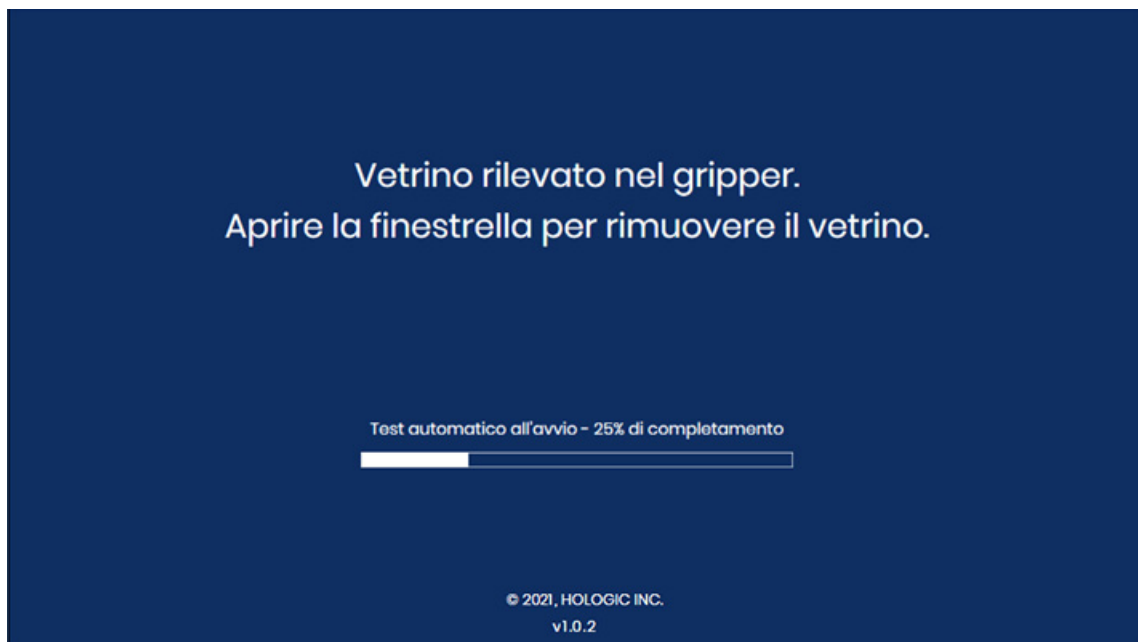 Vetrino rilevato nel gripper.
Aprire la finestrella per rimuovere il vetrino.
Test automatico all'avvio - 25% di completamento
© 2021, HOLOGIC INC.
v1.0.2